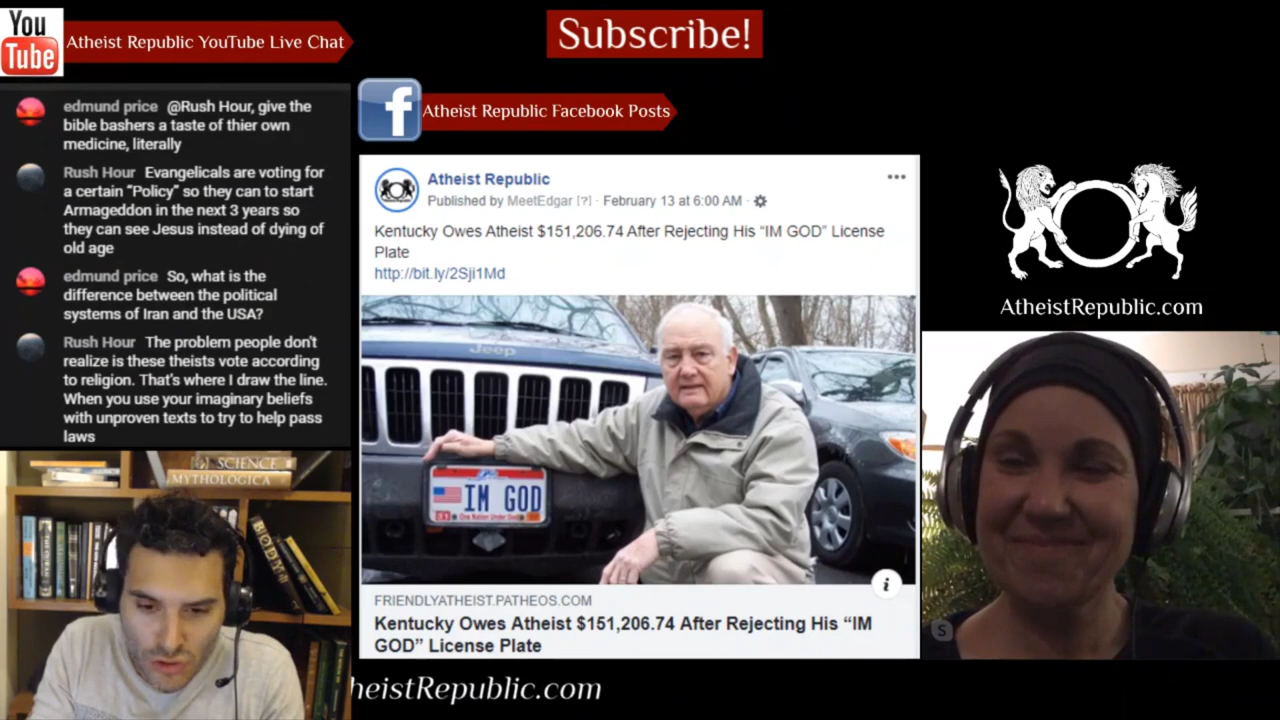 You
Tube
Atheist Republic YouTube Live Chat
Subscribe!
edmund price @Rush Hour, give the
bible bashers a taste of thier own
medicine, literally
Rush Hour Evangelicals are voting for
a certain "Policy" so they can to start
Armageddon in the next 3 years so
they can see Jesus instead of dying of
old age
edmund price So, what is the
difference between the political
systems of Iran and the USA?
Rush Hour The problem people don't
realize is these theists vote according
to religion. That's where I draw the line.
When you use your imaginary beliefs
with unproven texts to try to help pass
laws
f
Atheist Republic Facebook Posts
Atheist Republic
Published by MeetEdgar [?] · February 13 at 6:00 AM ·
Kentucky Owes Atheist $151,206.74 After Rejecting His “IM GOD” License
Plate
http://bit.ly/2Sji1Md
Jeep
IM GOD
One Nation Under God
i
FRIENDLYATHEIST.PATHEOS.COM
Kentucky Owes Atheist $151,206.74 After Rejecting His “IM
GOD” License Plate
AtheistRepublic.com
SCIENCE
MYTHOLOGICA
BODY
S
heistRepublic.com